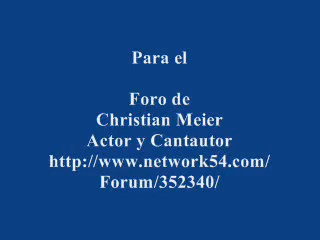 Para el
Foro de
Christian Meier
Actor y Cantautor
http://www.network54.com/
Forum/352340/